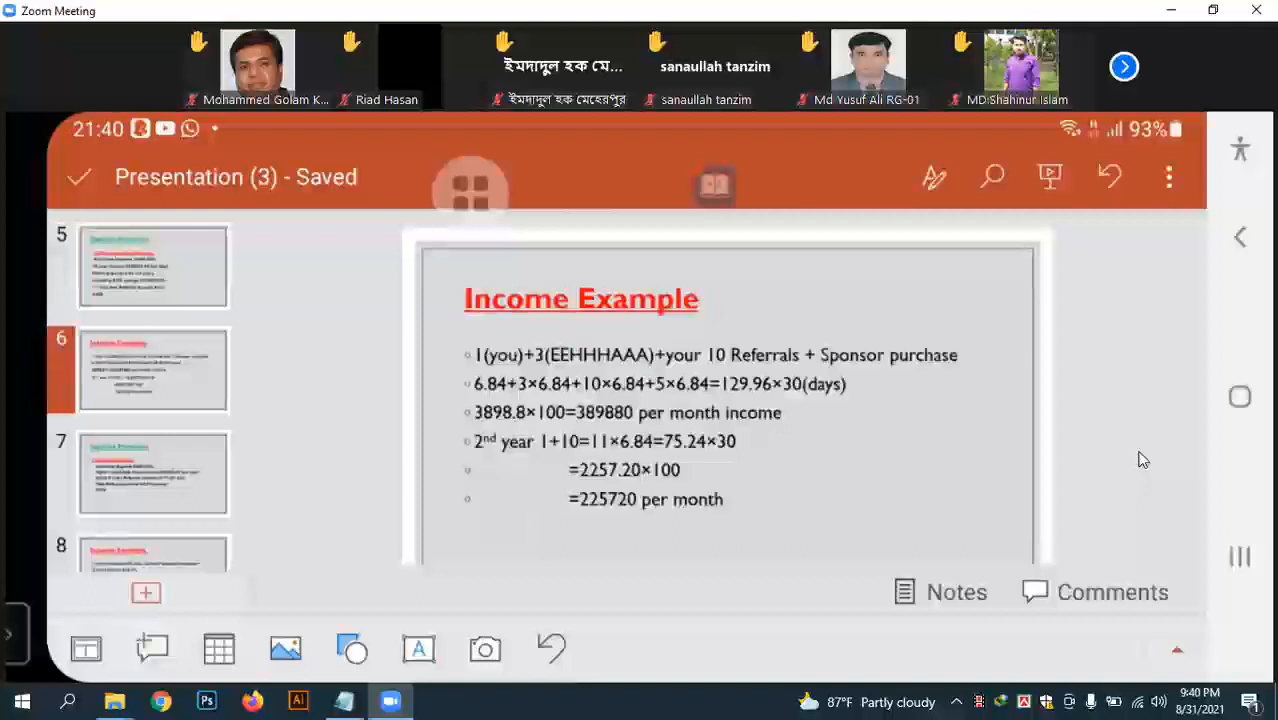 Zoom Meeting
ইমদাদুল হক মে...
sanaullah tanzim
Mohammed Golam K...
Riad Hasan
ইমদাদুল হক মেহেরপুর
sanaullah tanzim
Md Yusuf Ali RG-01
MD:Shahinur Islam
21:40
93%
Presentation (3) - Saved
5
6
7
8
Income Example
1(you)+3(EEHHHAAA)+your 10 Referrals + Sponsor purchase
6.84+3×6.84+10×6.84+5×6.84=129.96×30(days)
3898.8×100=389880 per month income
2nd year 1+10=11×6.84=75.24×30
=2257.20×100
=225720 per month
Notes
Comments
A
Ps
Ai
87°F Partly cloudy
9:40 PM
8/31/2021
1